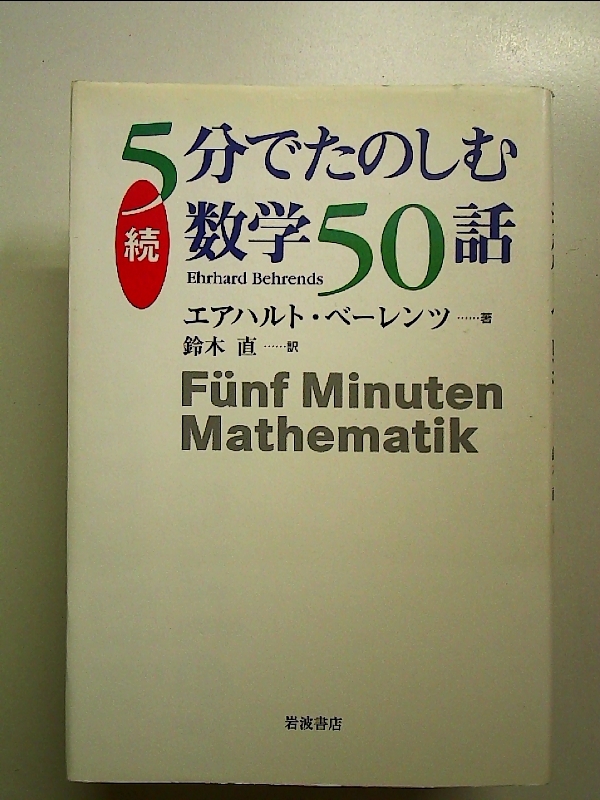 5分でたのしむ
続
数学50話
Ehrhard Behrends
エアハルト・ベーレンツ……著
鈴木 直……訳
Fünf Minuten
Mathematik
岩波書店